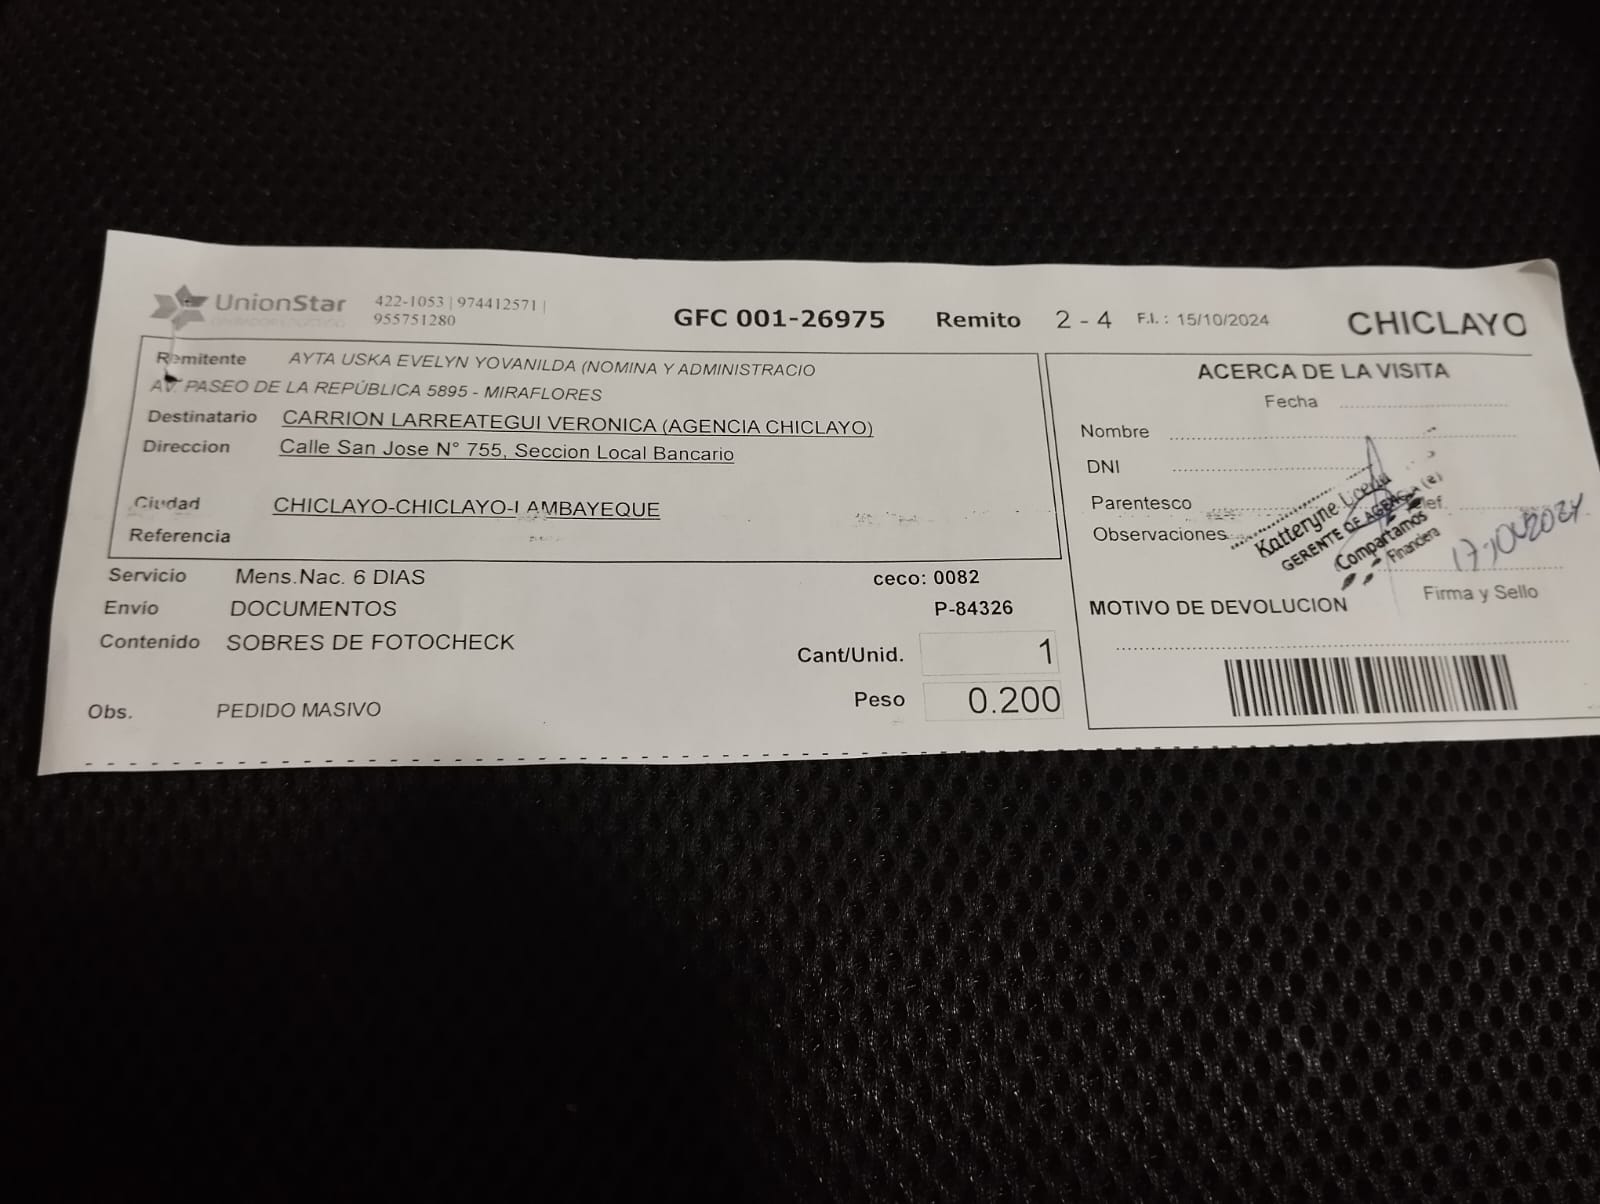 UnionStar
422-1053 | 974412571 |
955751280
GFC 001-26975 Remito 2 - 4 F.I. : 15/10/2024 CHICLAYO
Remitente AYTA USKA EVELYN YOVANILDA (NOMINA Y ADMINISTRACIO
AV. PASEO DE LA REPÚBLICA 5895 - MIRAFLORES
Destinatario CARRION LARREATEGUI VERONICA (AGENCIA CHICLAYO)
Direccion Calle San Jose N° 755, Seccion Local Bancario
Ciudad CHICLAYO-CHICLAYO-LAMBAYEQUE
Referencia
Servicio Mens.Nac. 6 DIAS ceco: 0082
Envio DOCUMENTOS P-84326
Contenido SOBRES DE FOTOCHECK
Cant/Unid. 1
Peso 0.200
Obs. PEDIDO MASIVO
ACERCA DE LA VISITA
Fecha
Nombre
DNI
Parentesco
Observaciones
Katteryne
GERENTE DE AGENCIA (e)
Compartamos
Financiera
Firma y Sello
MOTIVO DE DEVOLUCION